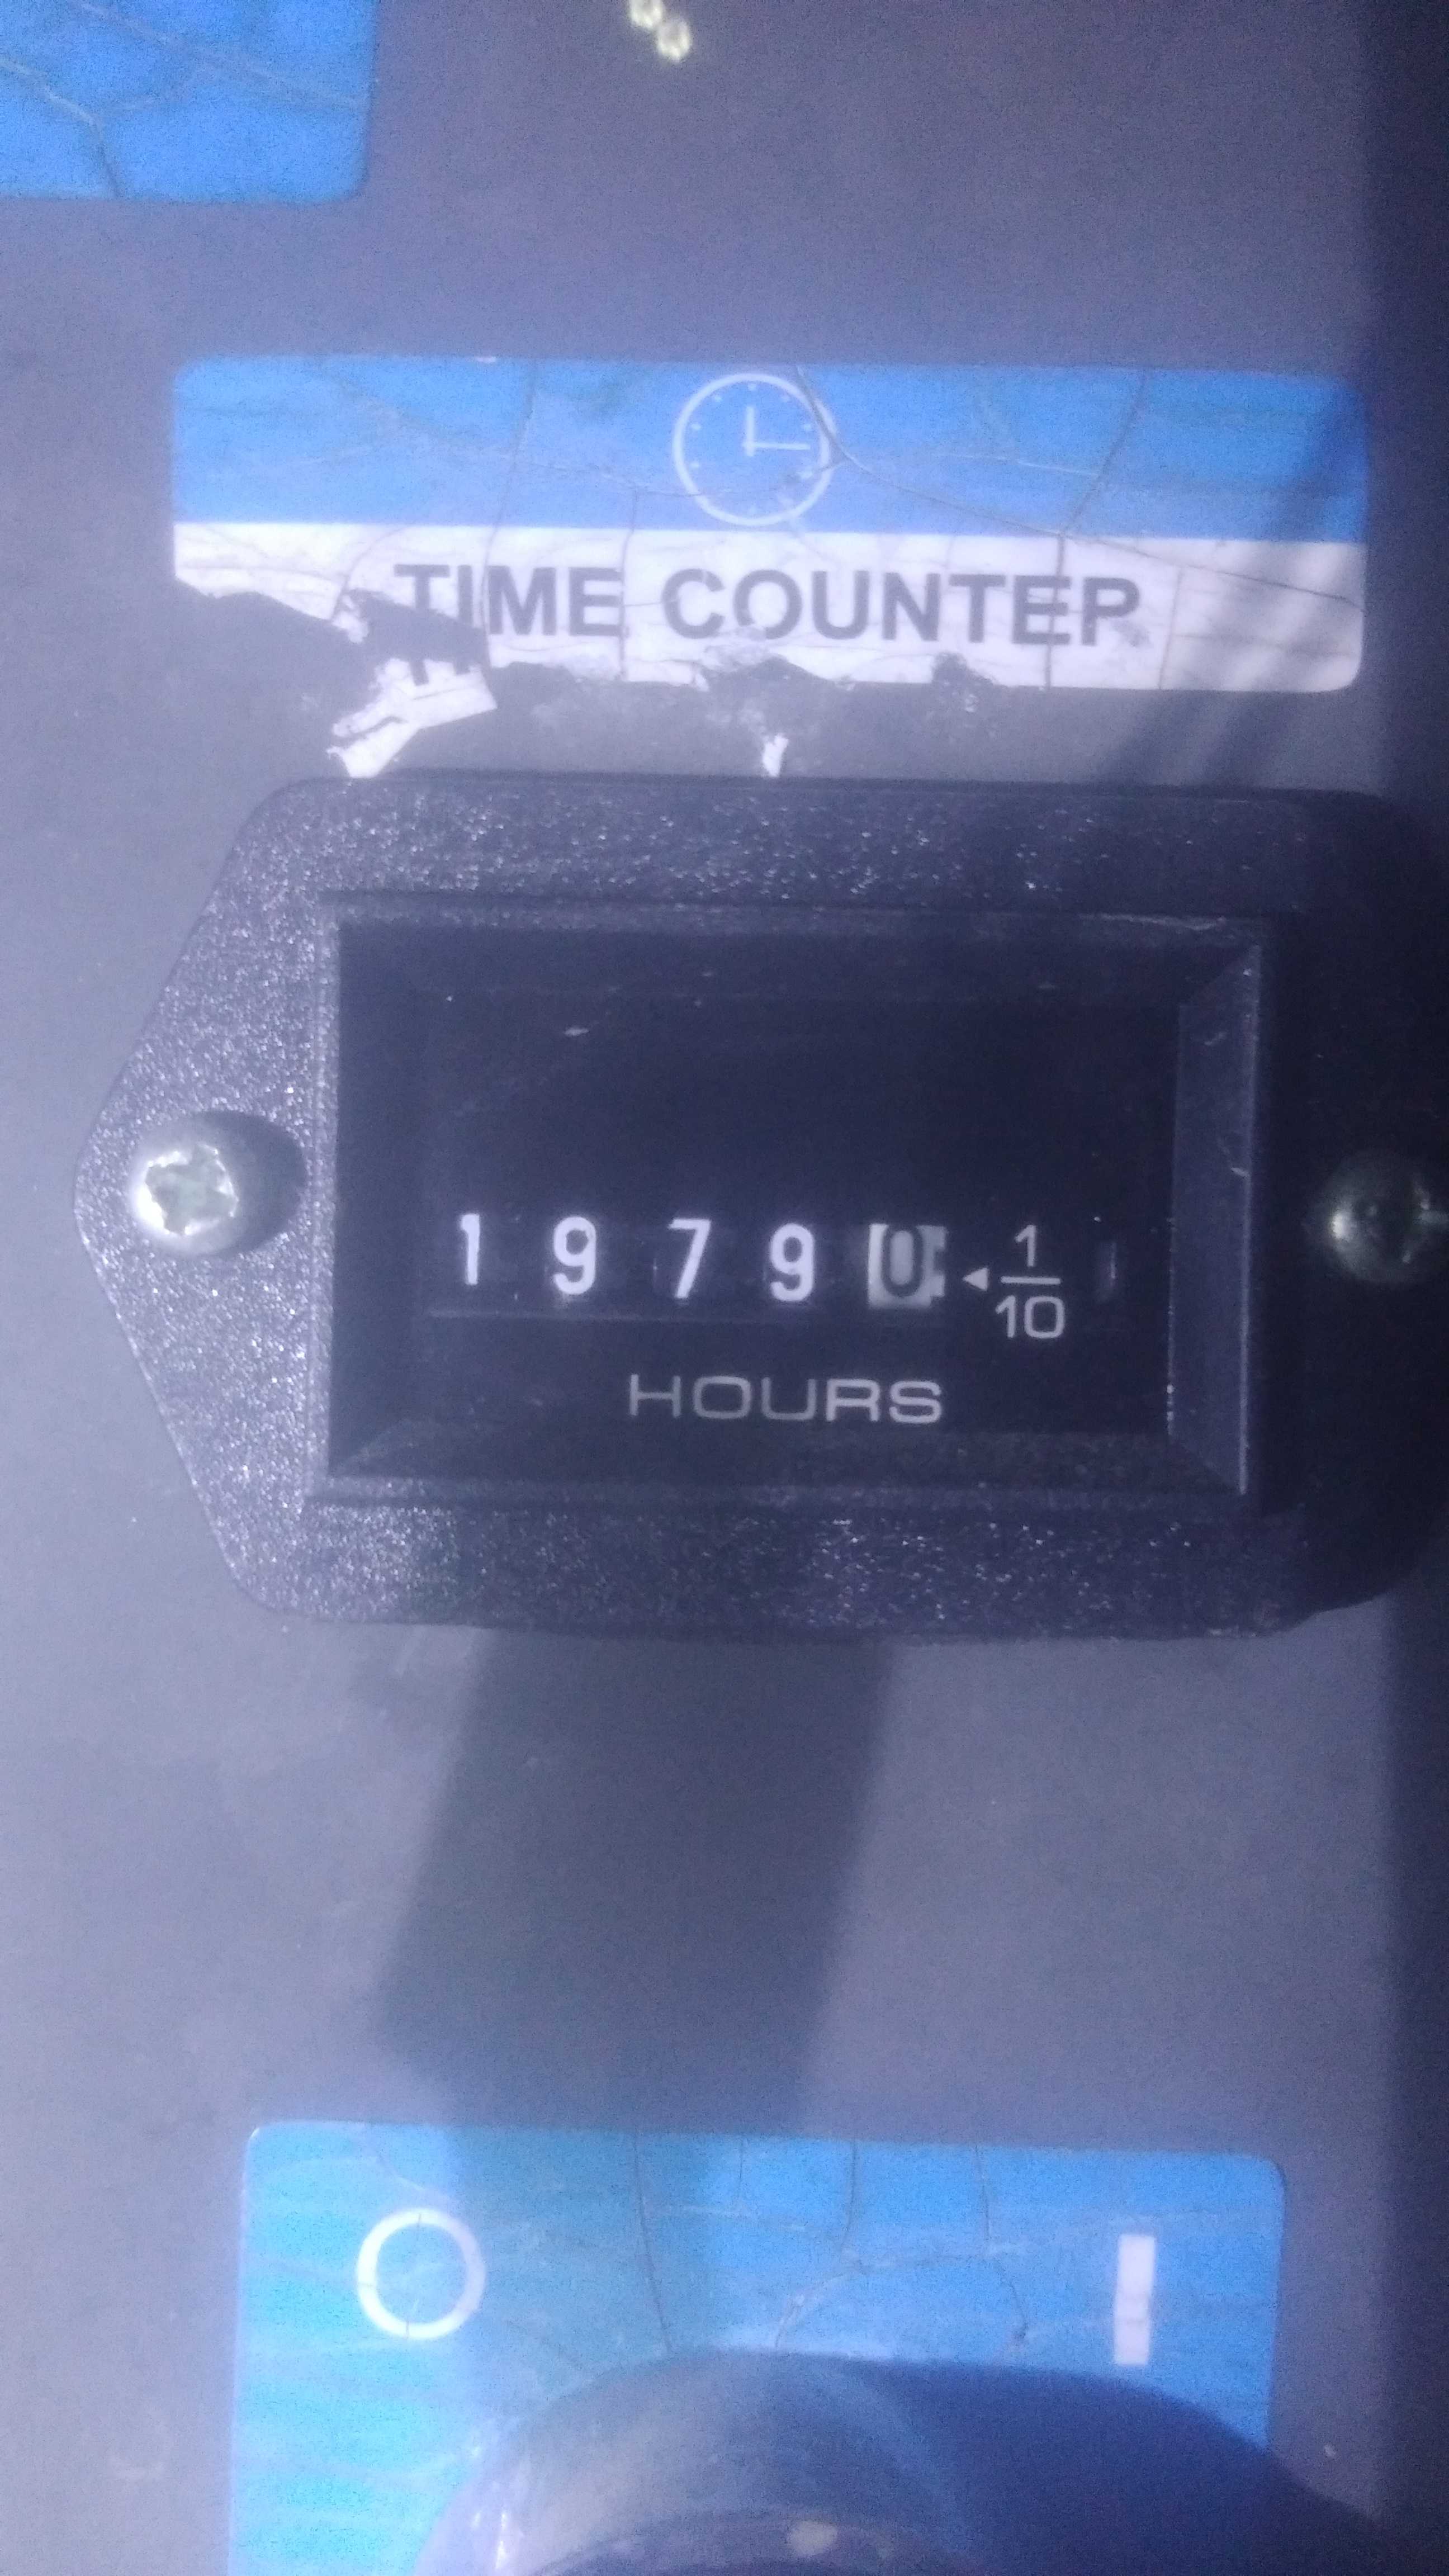 TIME COUNTER
1 9 7 9 0 ◂ 1/10
HOURS
O I